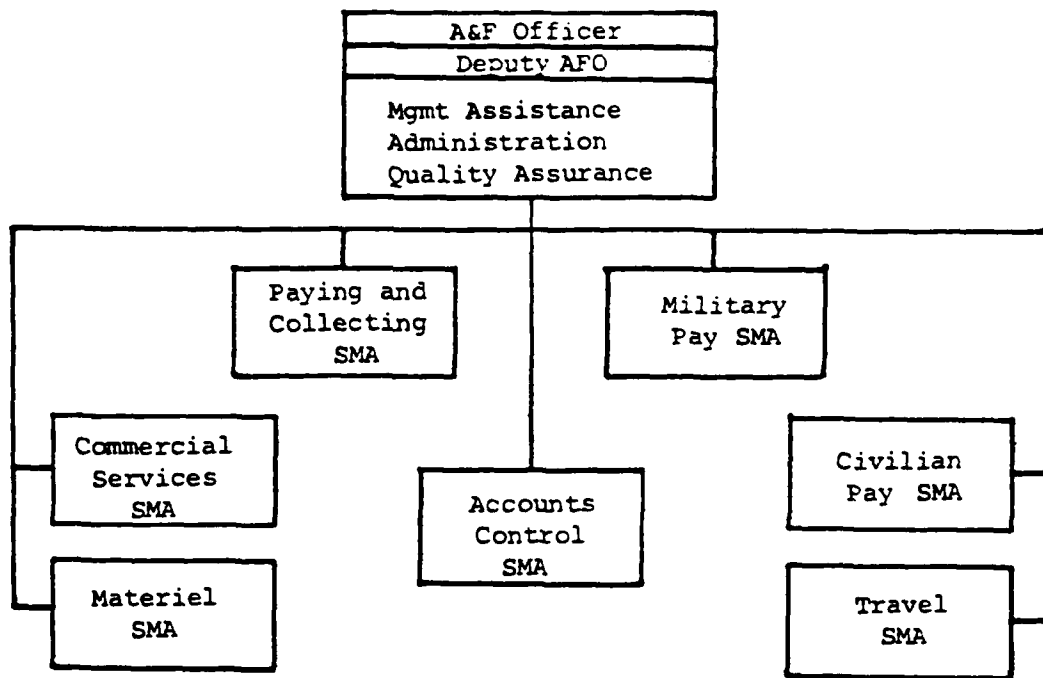 A&F Officer
Deputy AFO
Mgmt Assistance
Administration
Quality Assurance
Paying and
Collecting
SMA
Military
Pay SMA
Commercial
Services
SMA
Accounts
Control
SMA
Civilian
Pay SMA
Materiel
SMA
Travel
SMA